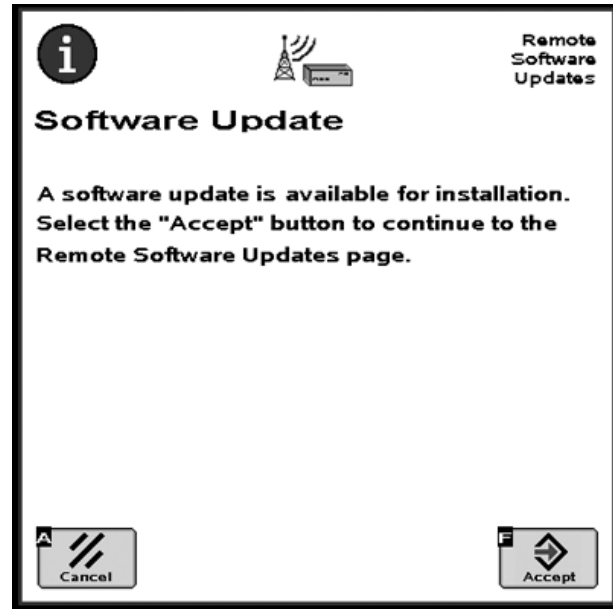 Remote
Software
Updates
Software Update
A software update is available for installation.
Select the "Accept" button to continue to the
Remote Software Updates page.
A
Cancel
F
Accept